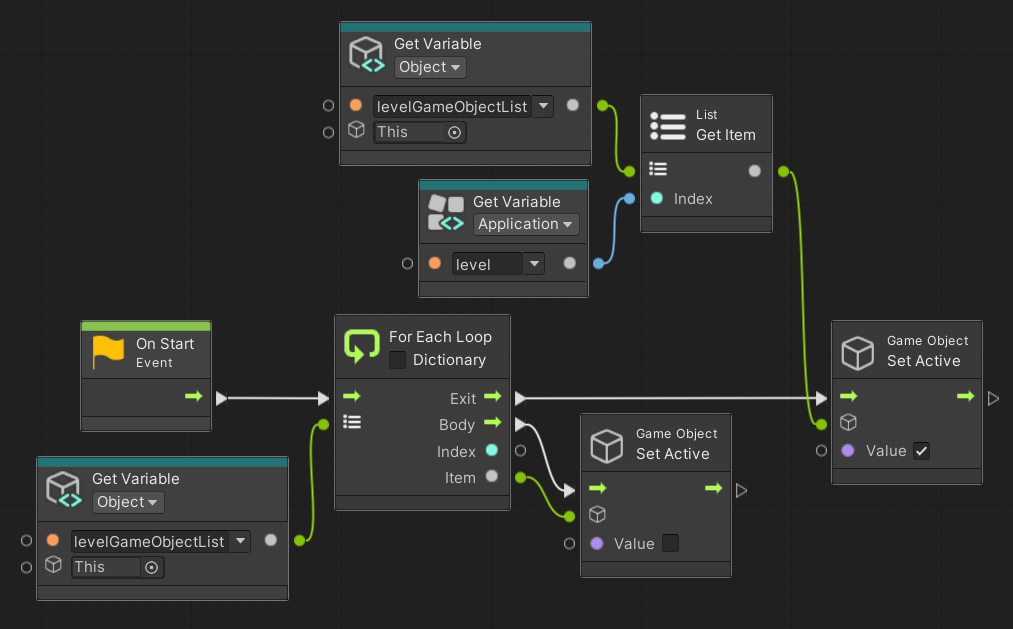 Get Variable
Object
levelGameObjectList
This
List
Get Item
Index
Get Variable
Application
level
On Start
Event
For Each Loop
Dictionary
Exit
Body
Index
Item
Game Object
Set Active
Value
Game Object
Set Active
Value
Get Variable
Object
levelGameObjectList
This